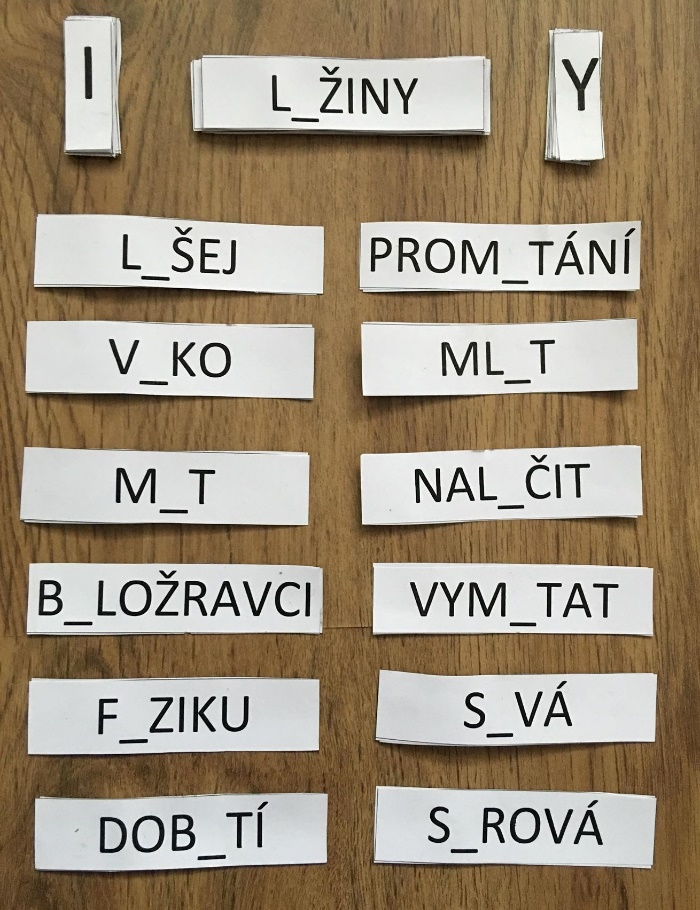 I L_ŽINY Y
L_ŠEJ PROM_TÁNÍ
V_KO ML_T
M_T NAL_ČIT
B_LOŽRAVCI VYM_TAT
F_ZIKU S_VÁ
DOB_TÍ S_ROVÁ